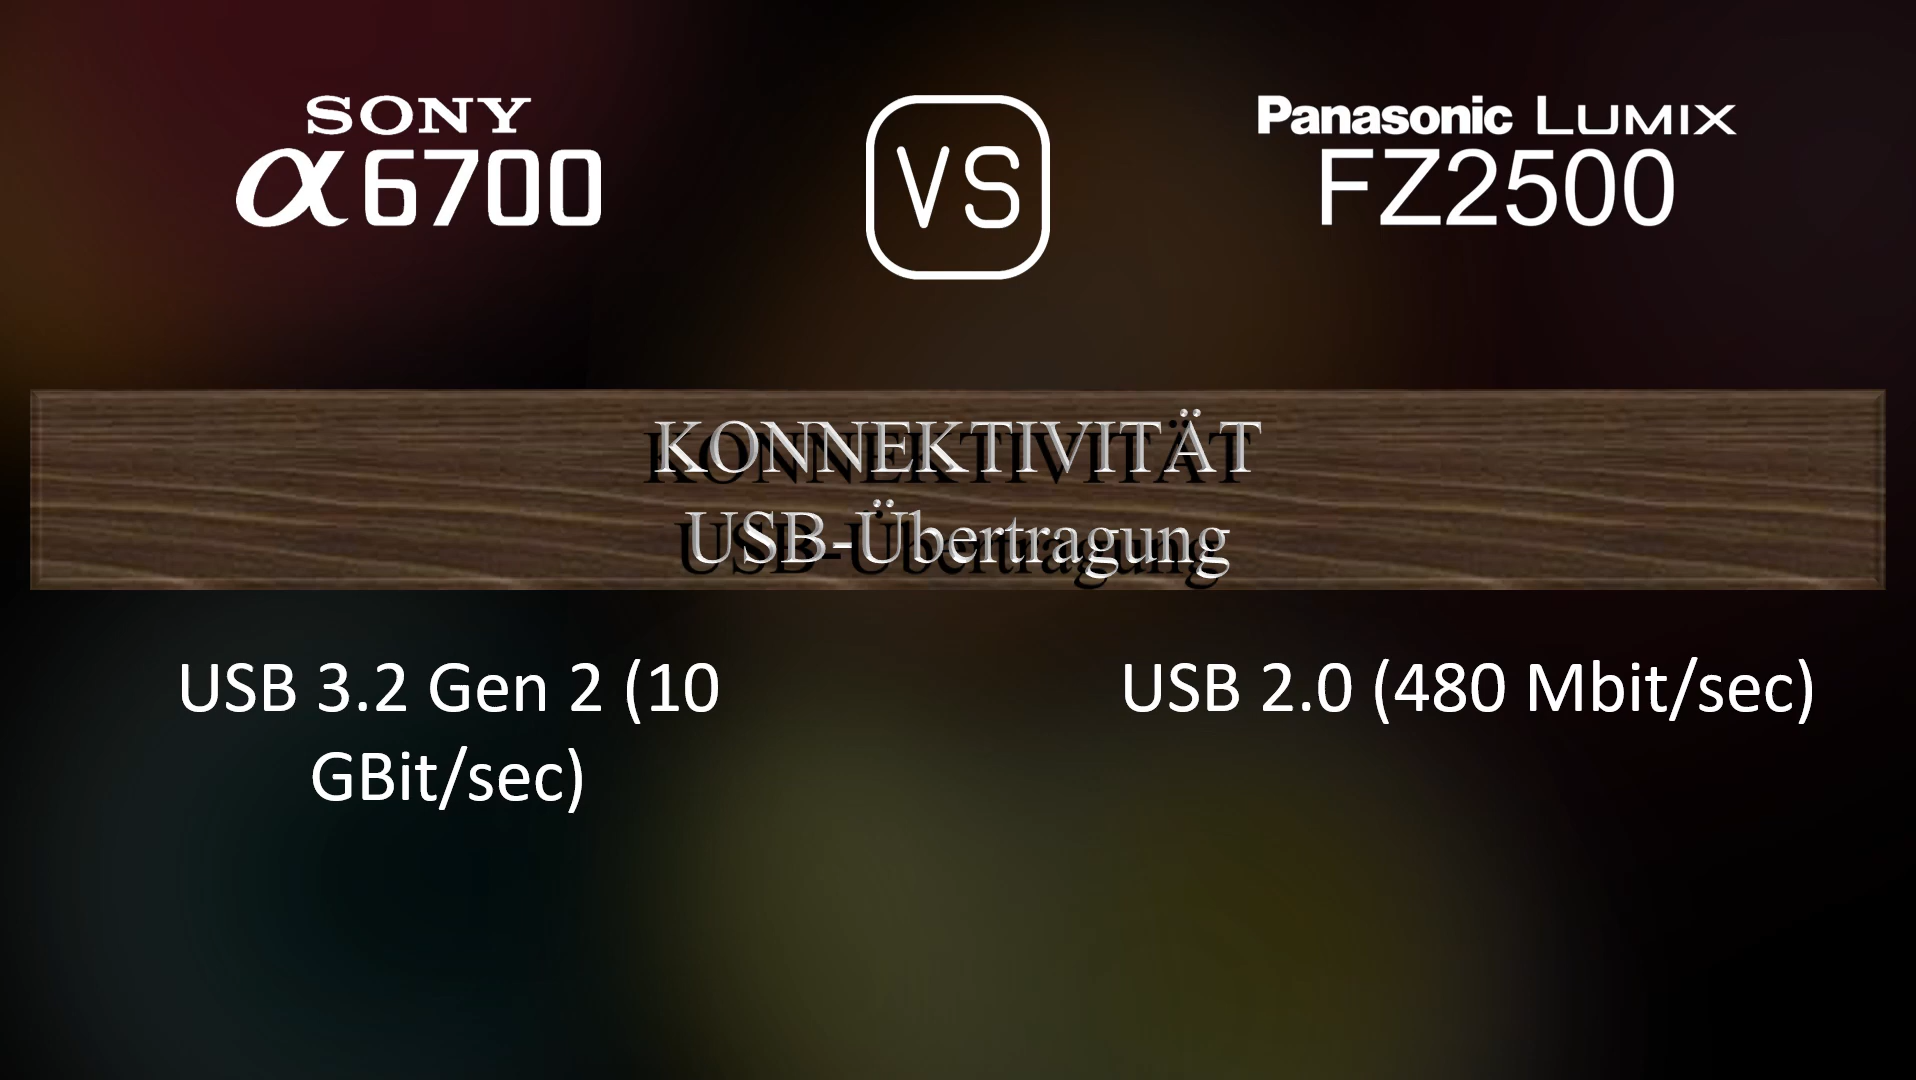 SONY
α6700
VS
Panasonic LUMIX
FZ2500
KONNEKTIVITÄT
USB-Übertragung
USB 3.2 Gen 2 (10
GBit/sec)
USB 2.0 (480 Mbit/sec)